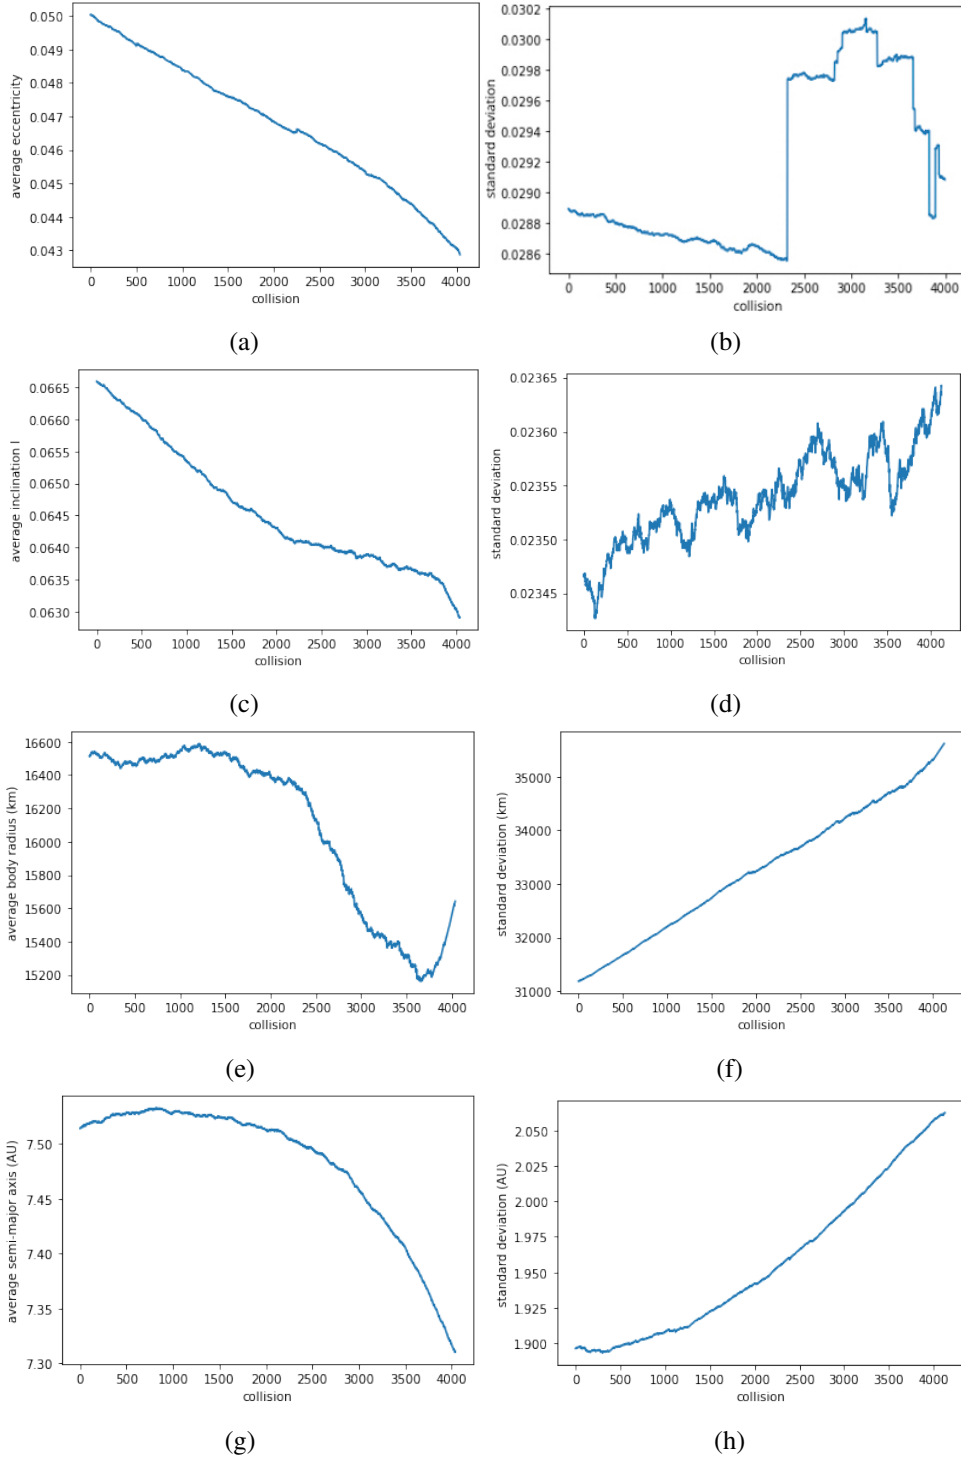 0.050
0.049
0.048
0.047
0.046
0.045
0.044
0.043
average eccentricity
0 500 1000 1500 2000 2500 3000 3500 4000
collision
(a)
0.0302
0.0300
0.0298
0.0296
0.0294
0.0292
0.0290
0.0288
0.0286
standard deviation
0 500 1000 1500 2000 2500 3000 3500 4000
collision
(b)
0.0665
0.0660
0.0655
0.0650
0.0645
0.0640
0.0635
0.0630
average inclination I
0 500 1000 1500 2000 2500 3000 3500 4000
collision
(c)
0.02365
0.02360
0.02355
0.02350
0.02345
standard deviation
0 500 1000 1500 2000 2500 3000 3500 4000
collision
(d)
16600
16400
16200
16000
15800
15600
15400
15200
average body radius (km)
0 500 1000 1500 2000 2500 3000 3500 4000
collision
(e)
35000
34000
33000
32000
31000
standard deviation (km)
0 500 1000 1500 2000 2500 3000 3500 4000
collision
(f)
7.50
7.45
7.40
7.35
7.30
average semi-major axis (AU)
0 500 1000 1500 2000 2500 3000 3500 4000
collision
(g)
2.050
2.025
2.000
1.975
1.950
1.925
1.900
standard deviation (AU)
0 500 1000 1500 2000 2500 3000 3500 4000
collision
(h)